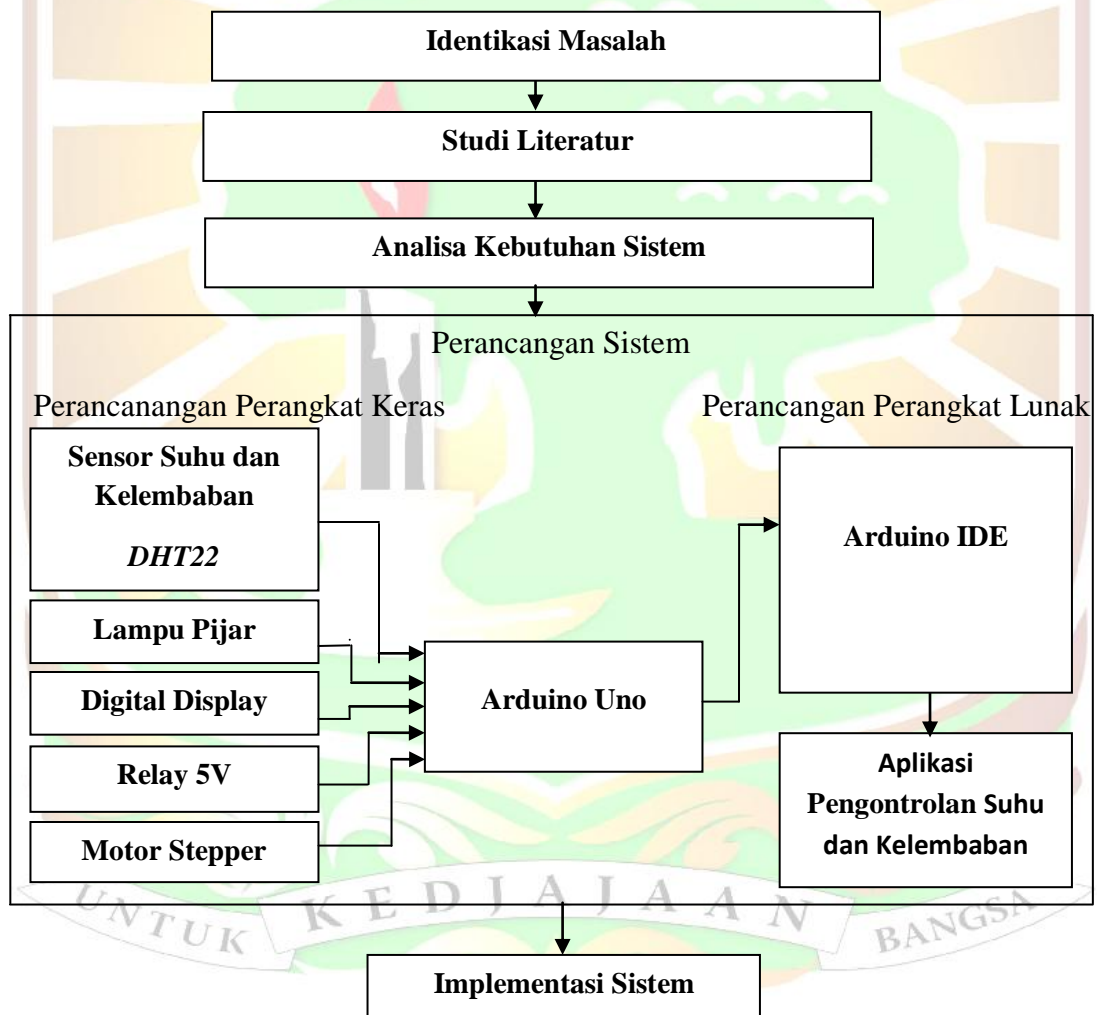 Identikasi Masalah
Studi Literatur
Analisa Kebutuhan Sistem
Perancangan Sistem
Perancanangan Perangkat Keras
Perancangan Perangkat Lunak
Sensor Suhu dan
Kelembaban
DHT22
Lampu Pijar
Digital Display
Relay 5V
Motor Stepper
Arduino Uno
Arduino IDE
Aplikasi
Pengontrolan Suhu
dan Kelembaban
UNTUK KEDJAJAAN BANGSA
Implementasi Sistem